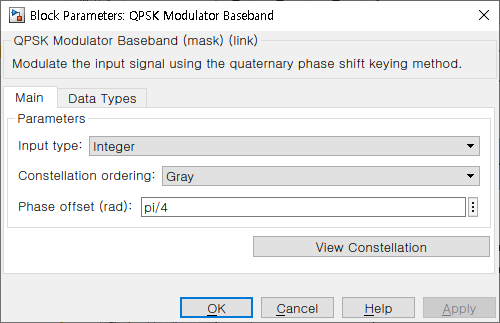 Block Parameters: QPSK Modulator Baseband
QPSK Modulator Baseband (mask) (link)
Modulate the input signal using the quaternary phase shift keying method.
Main Data Types
Parameters
Input type: Integer
Constellation ordering: Gray
Phase offset (rad): pi/4
View Constellation
OK Cancel Help Apply